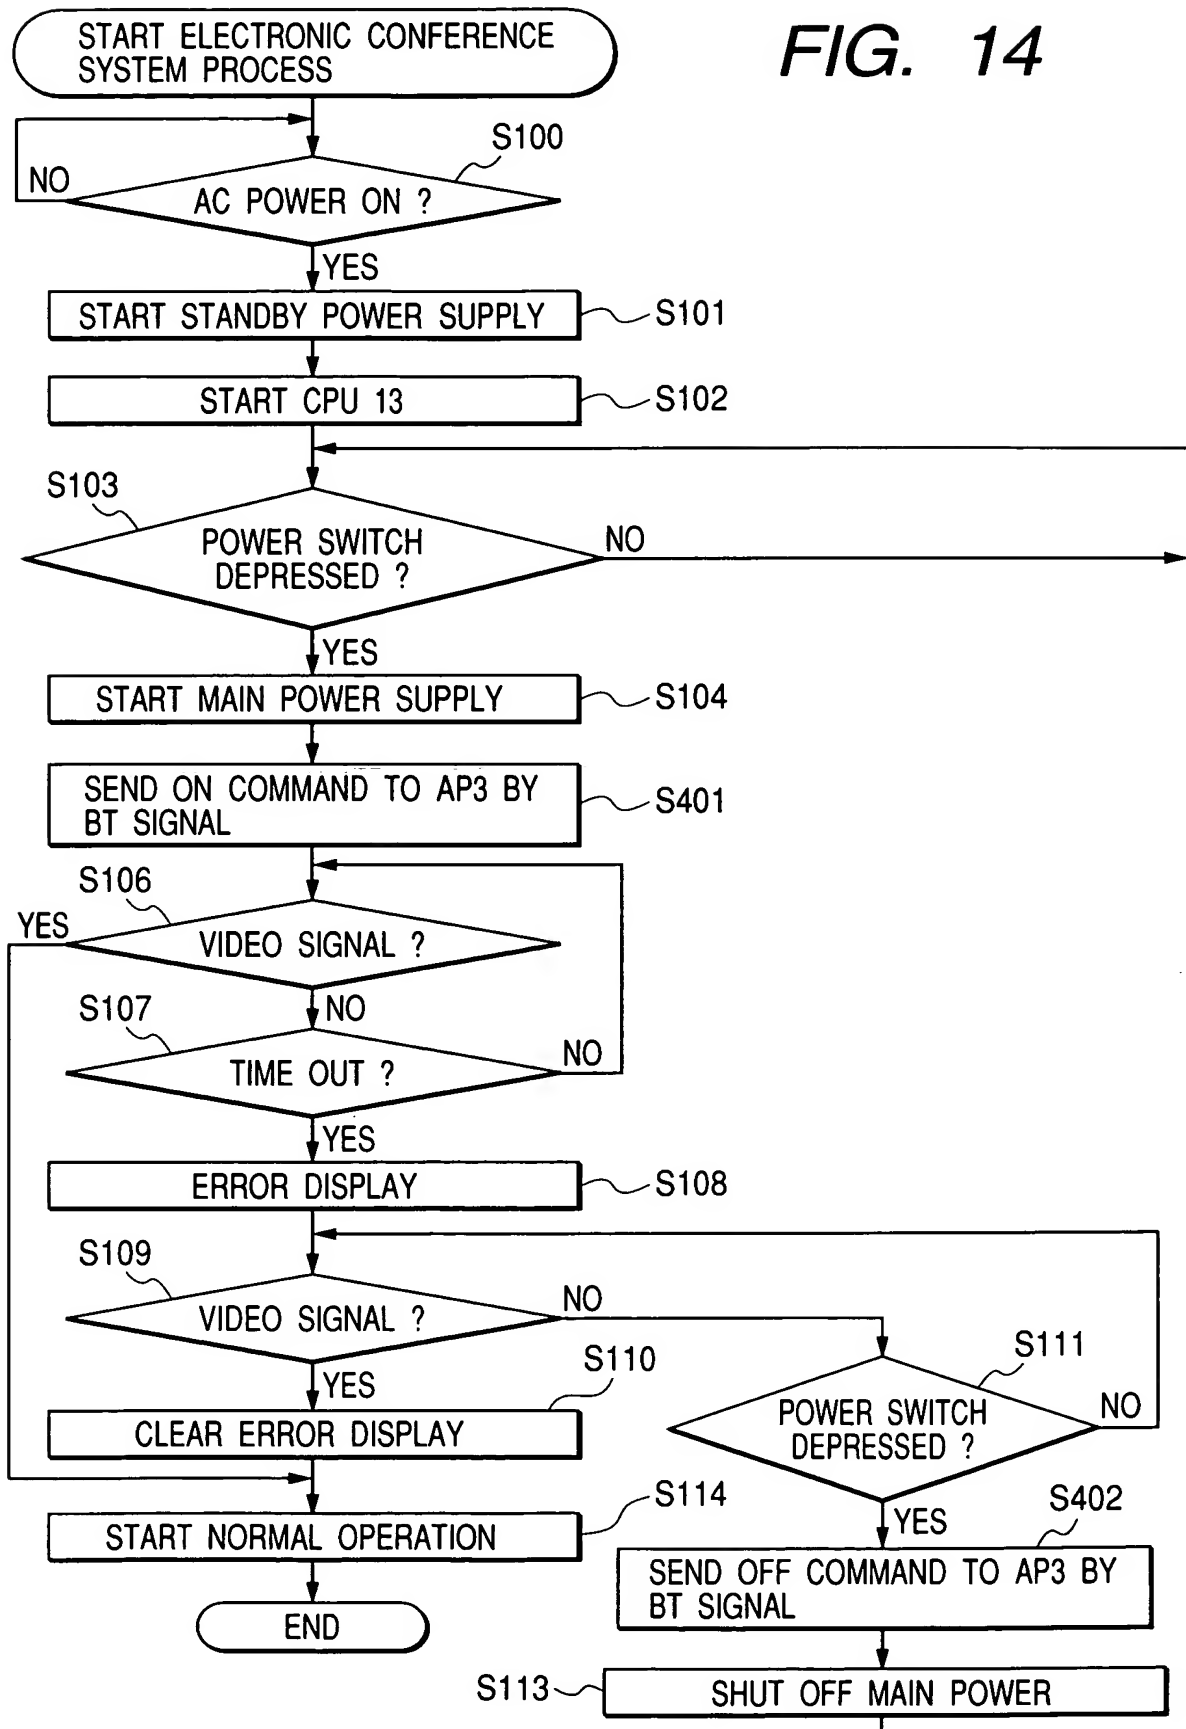 FIG. 14
START ELECTRONIC CONFERENCE
SYSTEM PROCESS
S100
NO
AC POWER ON ?
YES
START STANDBY POWER SUPPLY
S101
START CPU 13
S102
S103
POWER SWITCH
DEPRESSED ?
NO
YES
START MAIN POWER SUPPLY
S104
SEND ON COMMAND TO AP3 BY
BT SIGNAL
S401
S106
YES
VIDEO SIGNAL ?
NO
S107
TIME OUT ?
NO
YES
ERROR DISPLAY
S108
S109
VIDEO SIGNAL ?
NO
YES
S110
CLEAR ERROR DISPLAY
S111
POWER SWITCH
DEPRESSED ?
NO
YES
S114
START NORMAL OPERATION
END
S402
SEND OFF COMMAND TO AP3 BY
BT SIGNAL
S113
SHUT OFF MAIN POWER